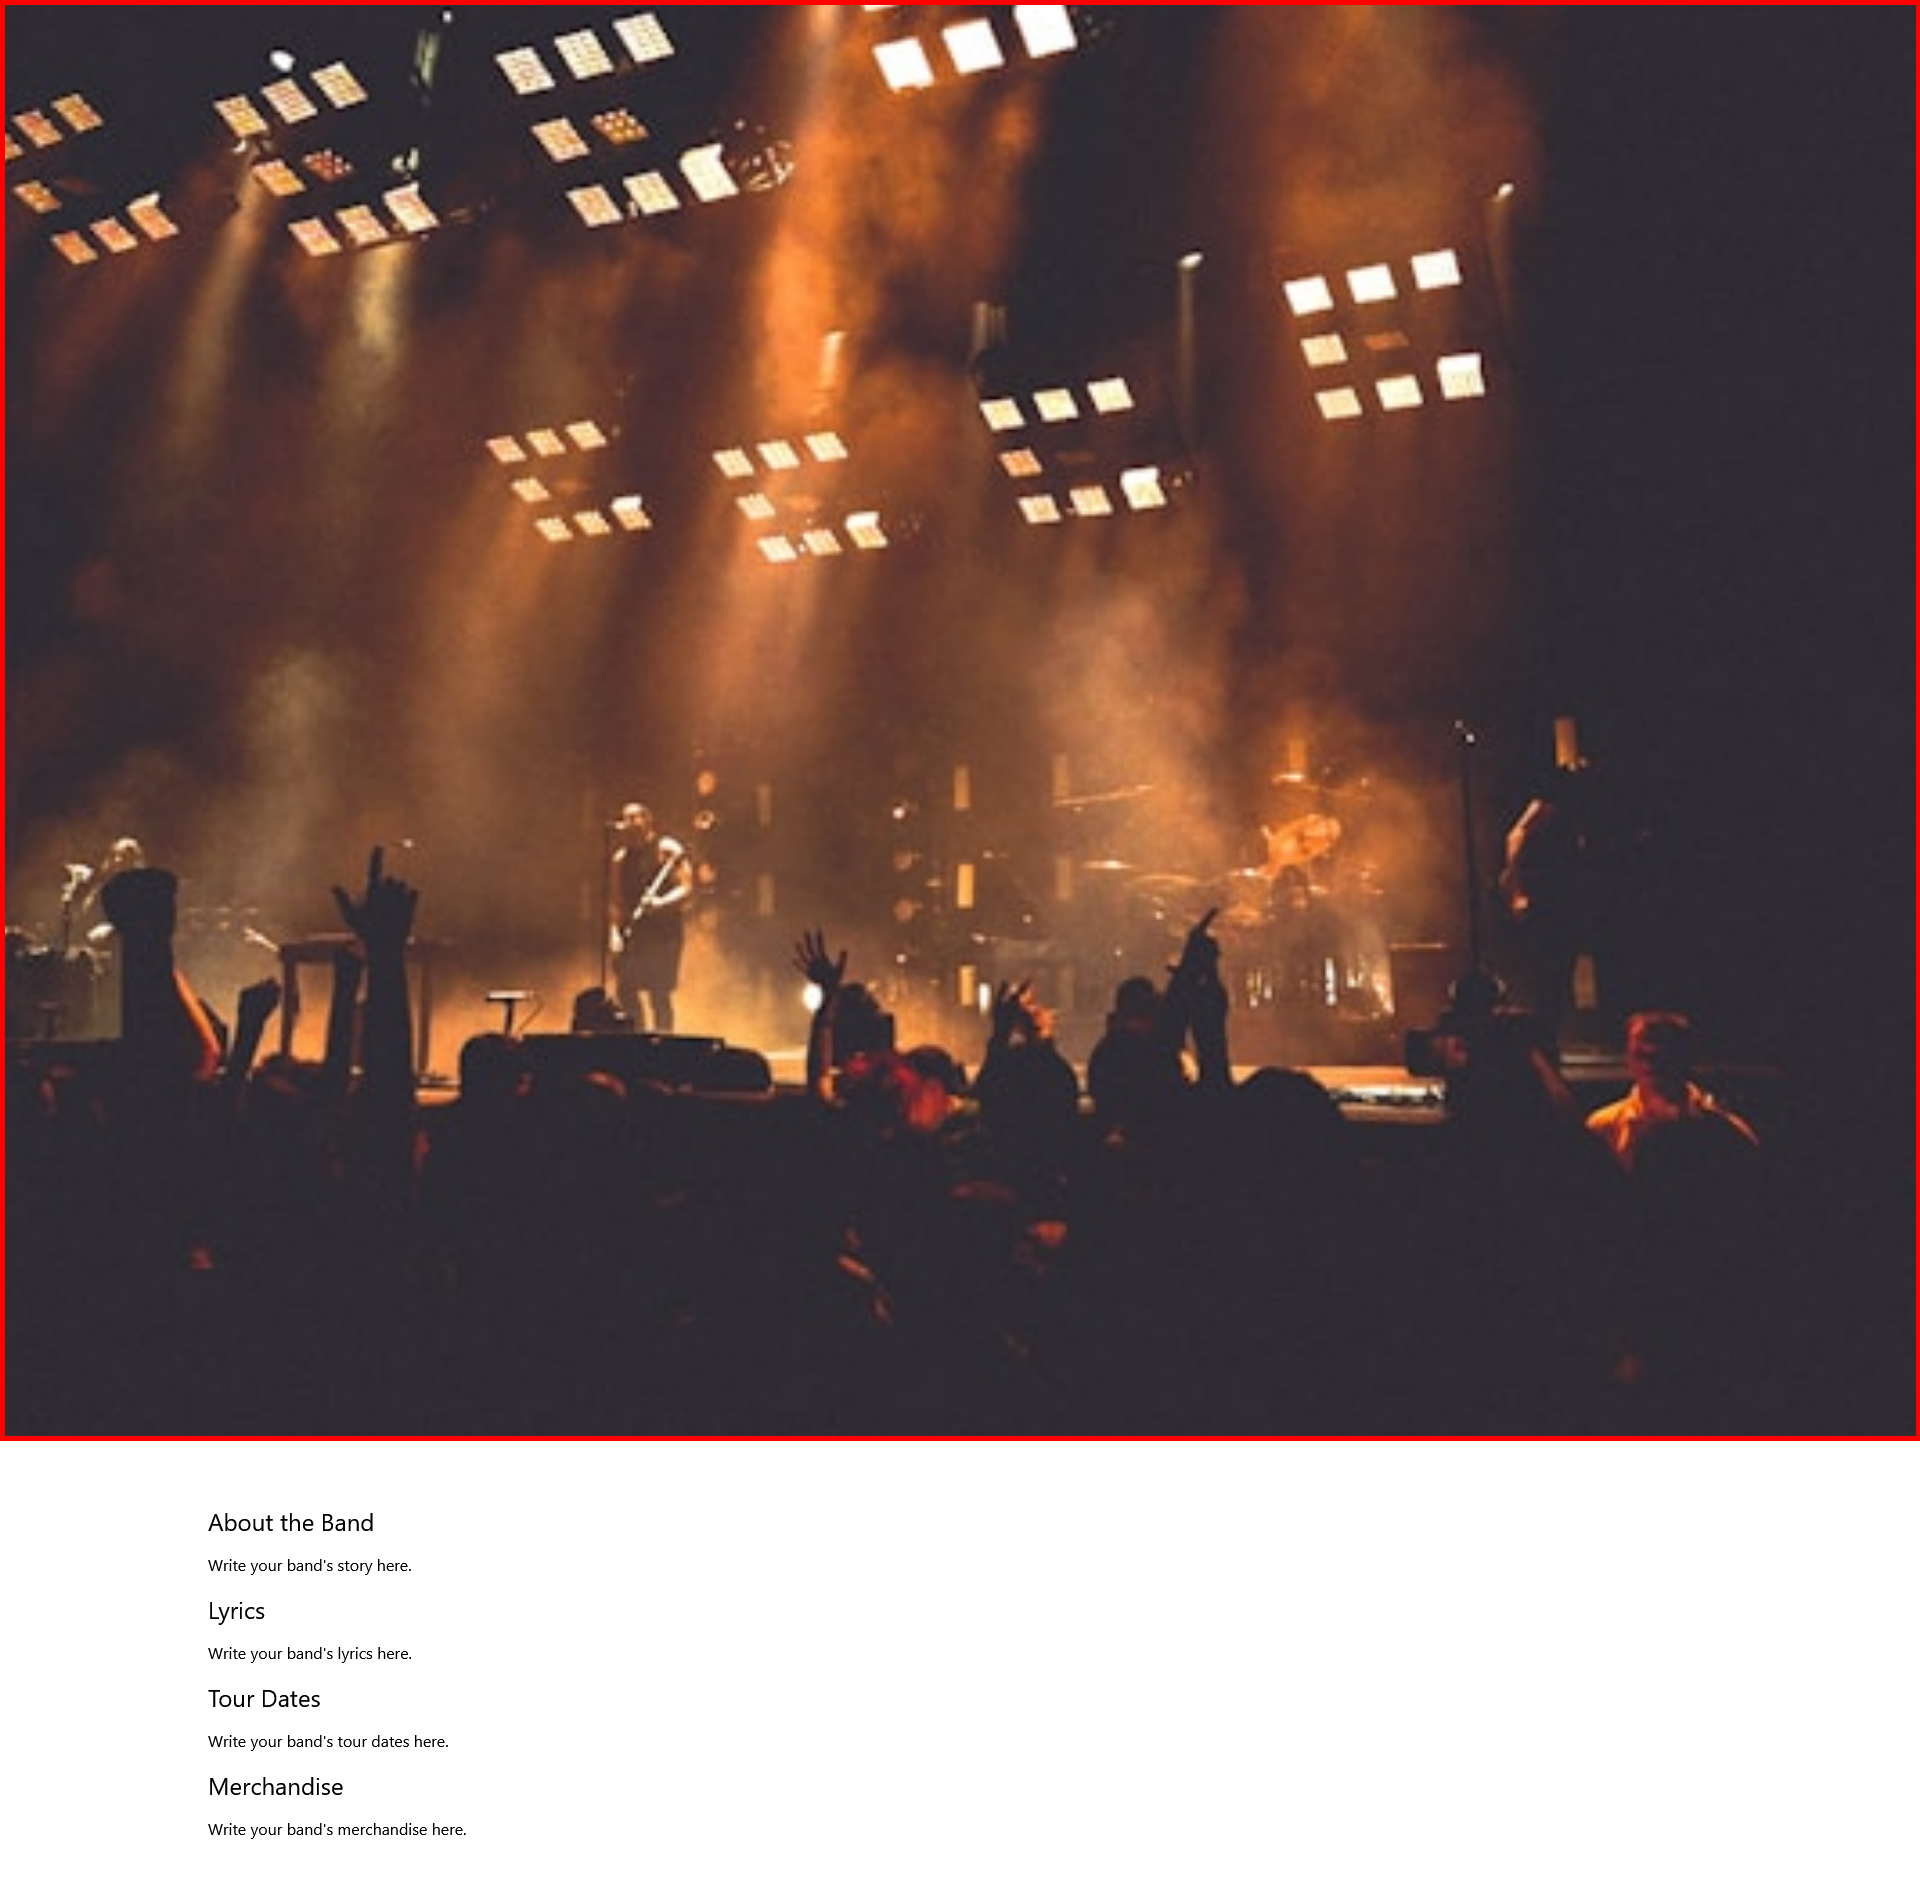 About the Band
Write your band's story here.
Lyrics
Write your band's lyrics here.
Tour Dates
Write your band's tour dates here.
Merchandise
Write your band's merchandise here.